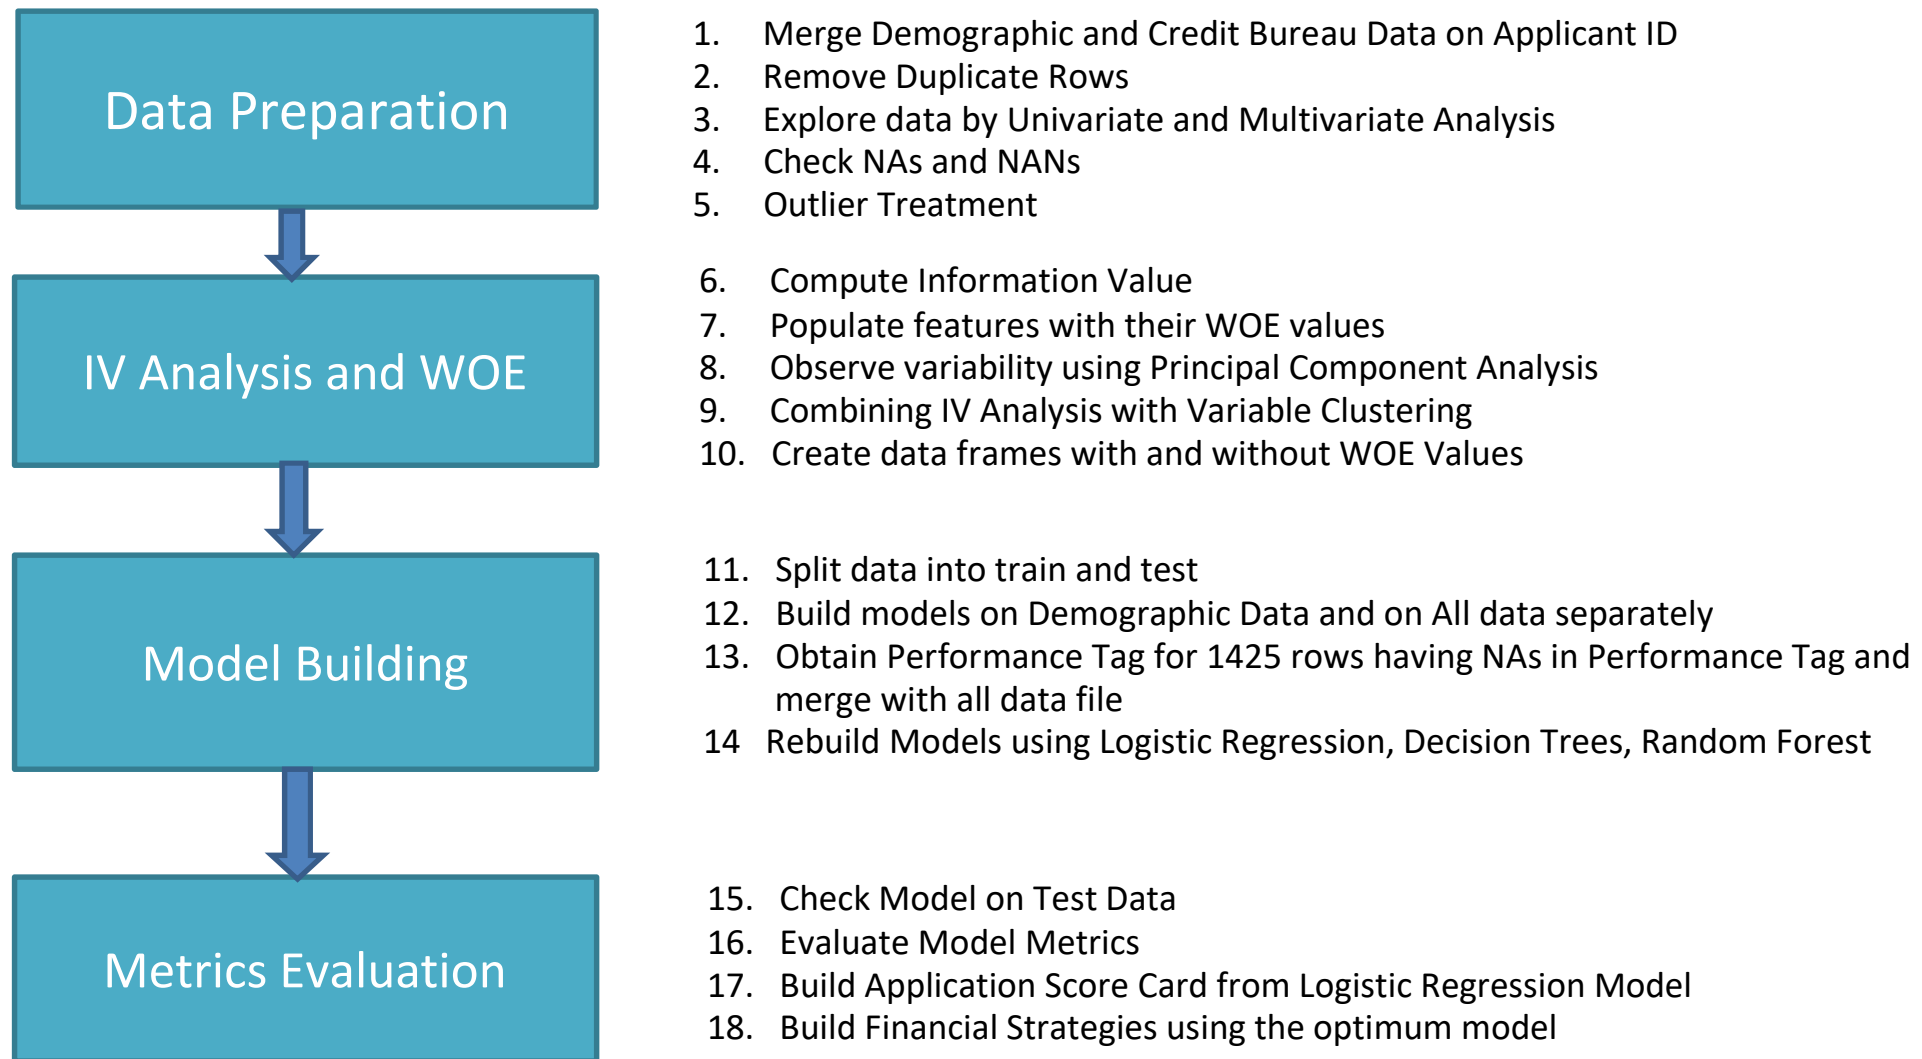 Data Preparation
1. Merge Demographic and Credit Bureau Data on Applicant ID
2. Remove Duplicate Rows
3. Explore data by Univariate and Multivariate Analysis
4. Check NAs and NANs
5. Outlier Treatment
IV Analysis and WOE
6. Compute Information Value
7. Populate features with their WOE values
8. Observe variability using Principal Component Analysis
9. Combining IV Analysis with Variable Clustering
10. Create data frames with and without WOE Values
Model Building
11. Split data into train and test
12. Build models on Demographic Data and on All data separately
13. Obtain Performance Tag for 1425 rows having NAs in Performance Tag and
merge with all data file
14 Rebuild Models using Logistic Regression, Decision Trees, Random Forest
Metrics Evaluation
15. Check Model on Test Data
16. Evaluate Model Metrics
17. Build Application Score Card from Logistic Regression Model
18. Build Financial Strategies using the optimum model